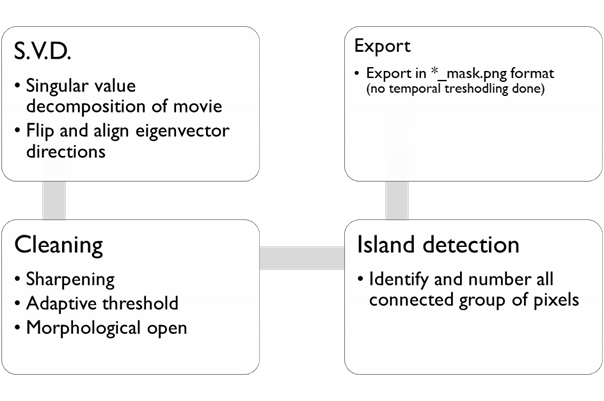 S.V.D.
• Singular value
decomposition of movie
• Flip and align eigenvector
directions
Cleaning
• Sharpening
• Adaptive threshold
• Morphological open
Island detection
• Identify and number all
connected group of pixels
Export
• Export in *_mask.png format
(no temporal treshodling done)